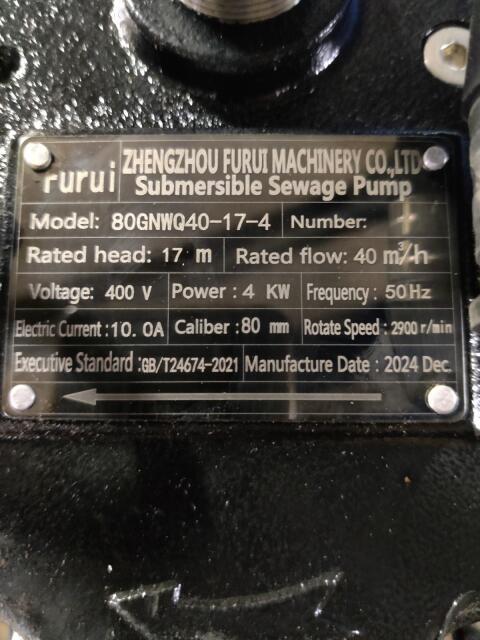 Furui
ZHENGZHOU FURUI MACHINERY CO.,LTD
Submersible Sewage Pump
Model: 80GNWQ40-17-4 Number:
Rated head: 17 m Rated flow: 40 m³/h
Voltage: 400 V Power: 4 KW Frequency: 50Hz
Electric Current: 10.0A Caliber: 80 mm Rotate Speed: 2900 r/min
Executive Standard: GB/T24674-2021 Manufacture Date: 2024 Dec.